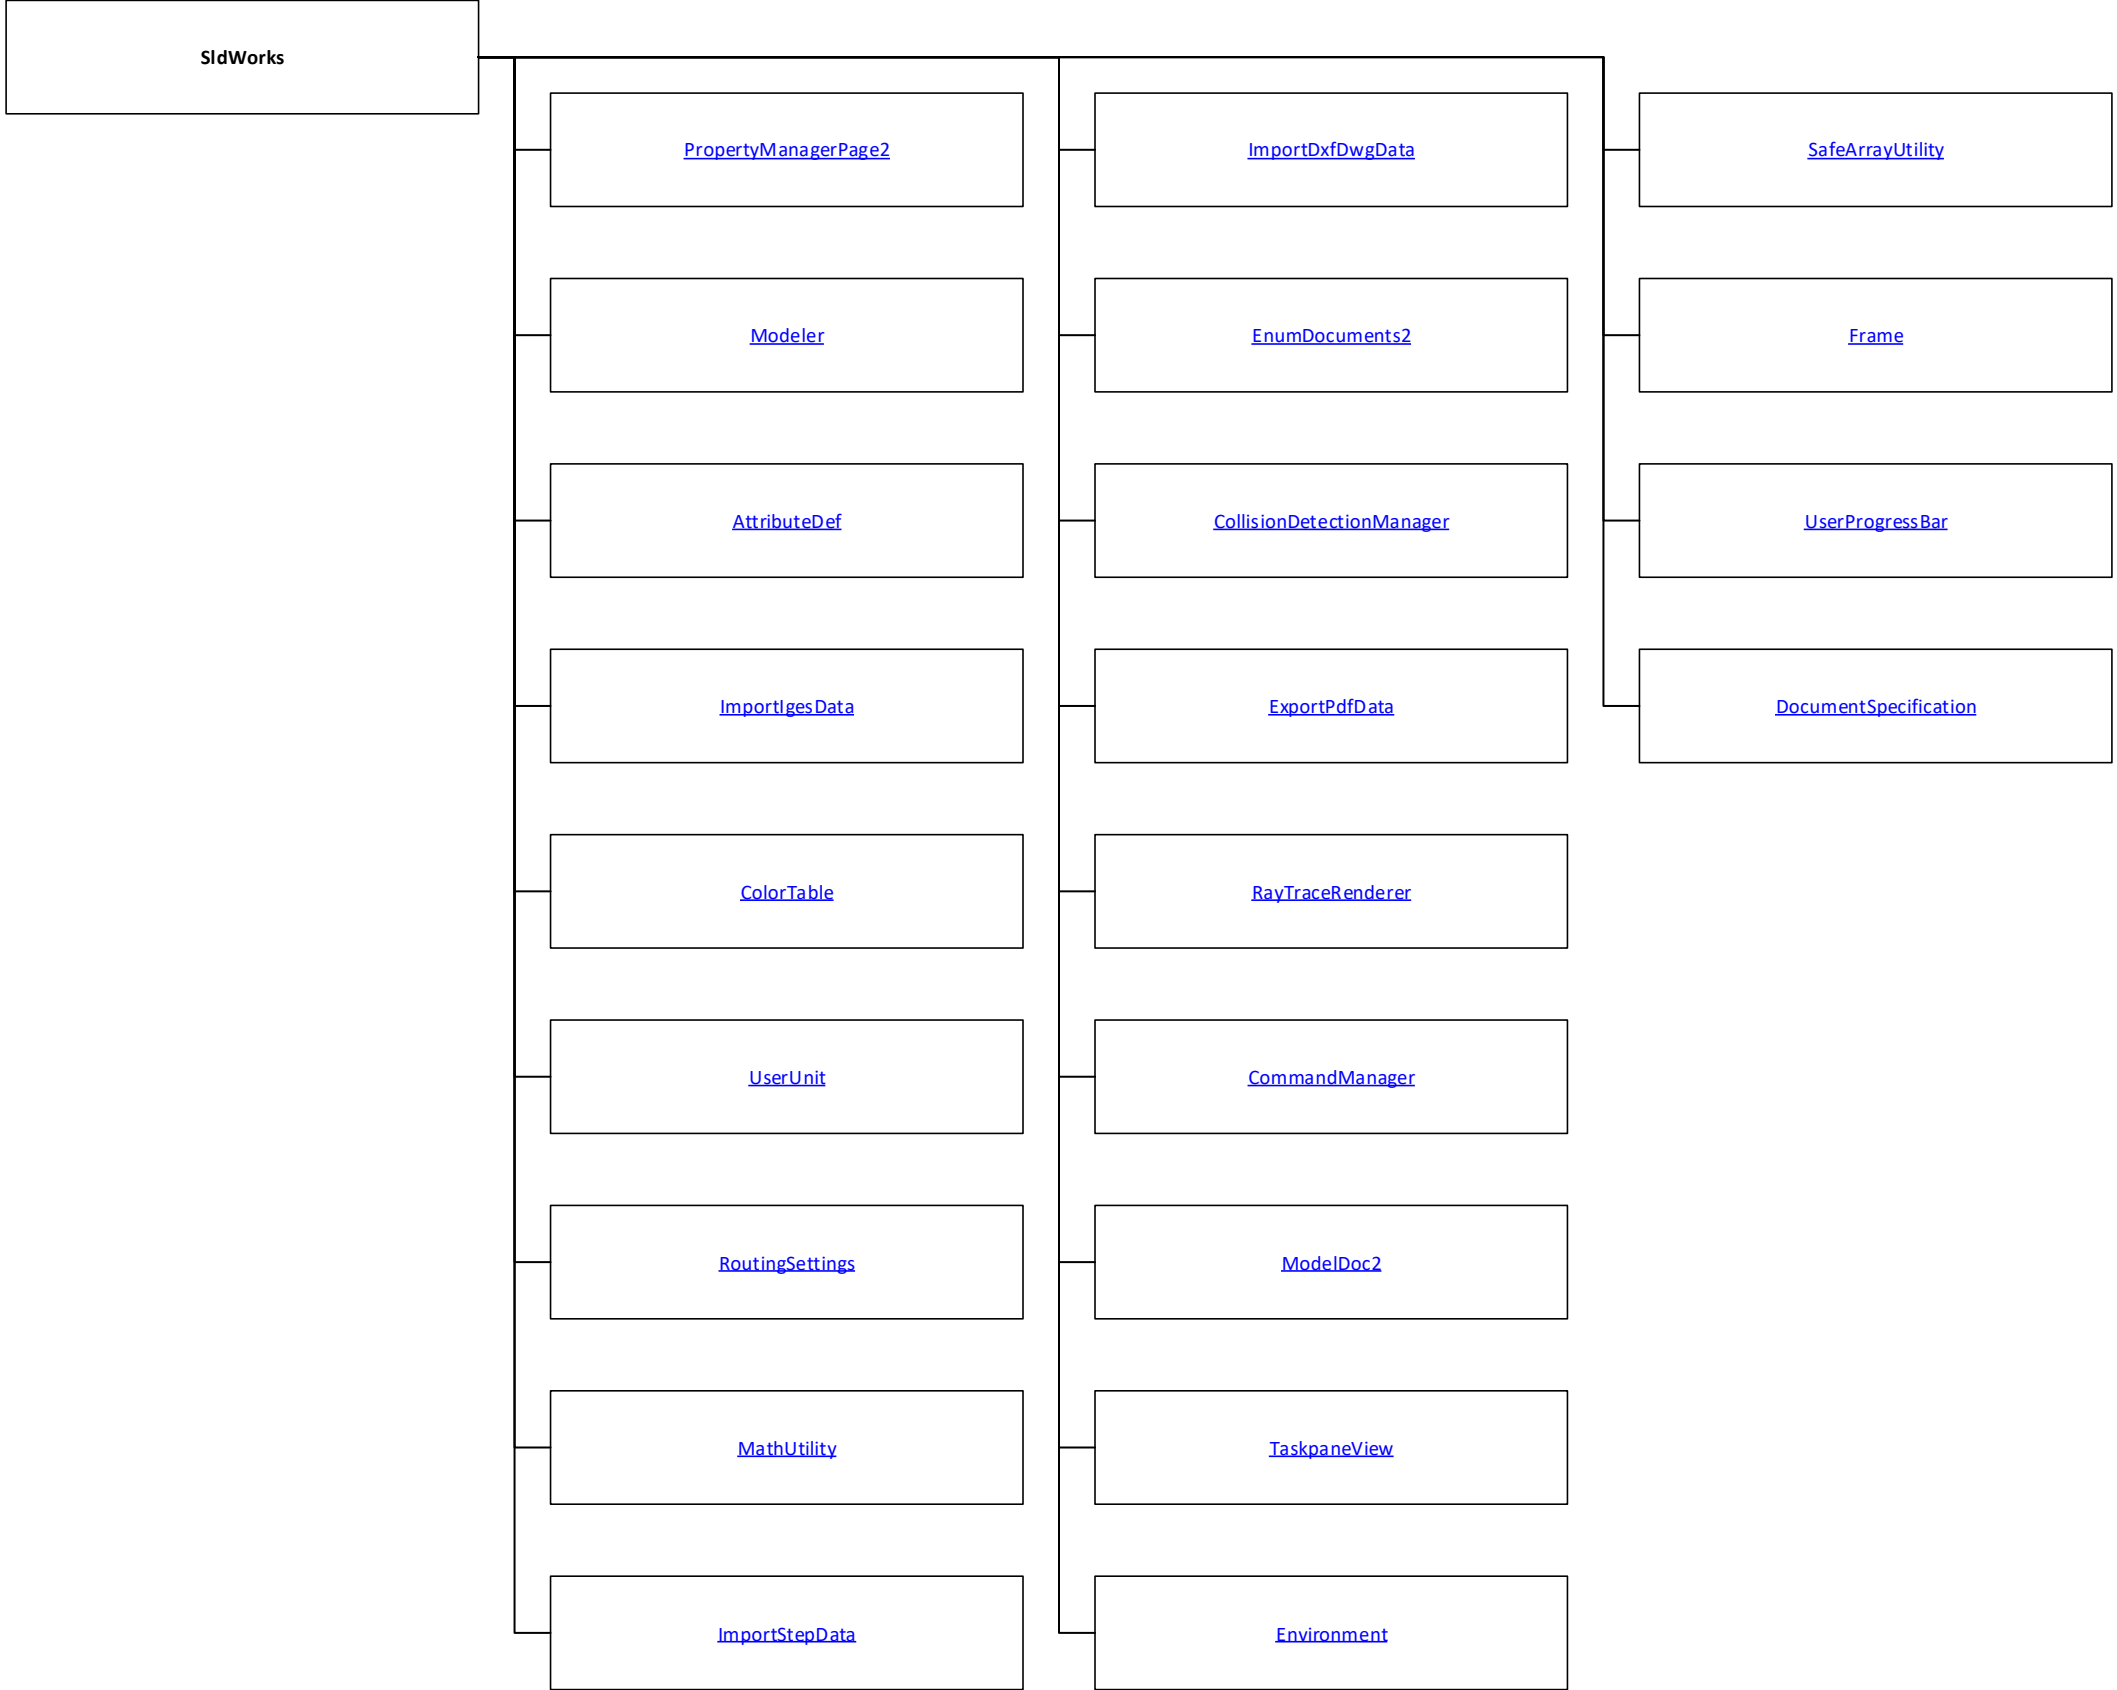 SldWorks
PropertyManagerPage2
Modeler
AttributeDef
ImportIgesData
ColorTable
UserUnit
RoutingSettings
MathUtility
ImportStepData
ImportDxfDwgData
EnumDocuments2
CollisionDetectionManager
ExportPdfData
RayTraceRenderer
CommandManager
ModelDoc2
TaskpaneView
Environment
SafeArrayUtility
Frame
UserProgressBar
DocumentSpecification